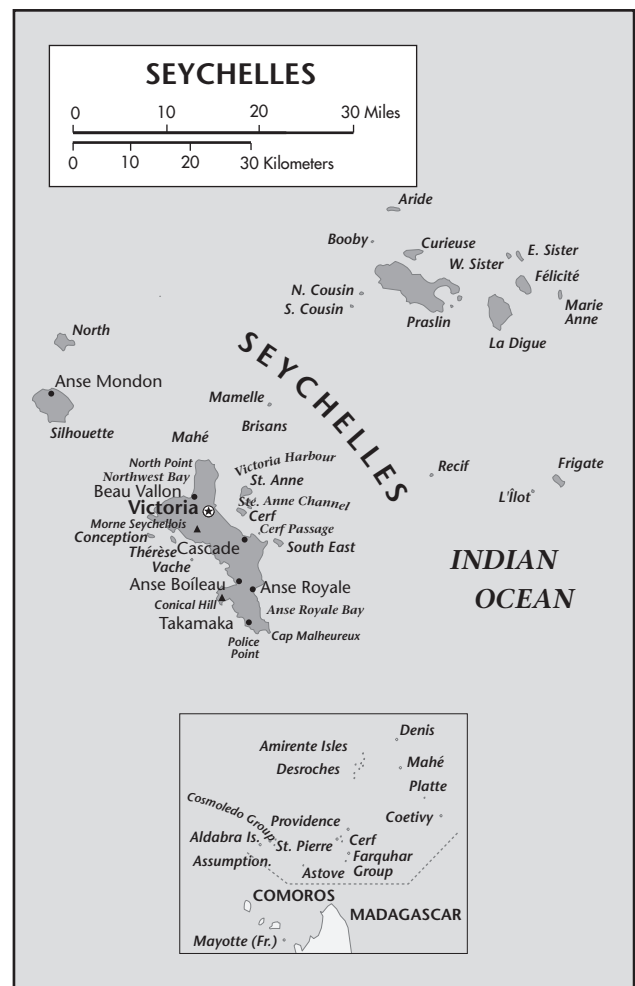 SEYCHELLES
0 10 20 30 Miles
0 10 20 30 Kilometers
Aride
Booby
Curieuse
W. Sister
E. Sister
Félicité
N. Cousin
S. Cousin
Praslin
Marie
Anne
La Digue
North
SEYCHELLES
Anse Mondon
Silhouette
Mamelle
Brisans
Mahé
North Point
Northwest Bay
Victoria Harbour
St. Anne
Recif
Frigate
L'Îlot
Beau Vallon
Ste. Anne Channel
Victoria
Cerf
Morne Seychellois
Cerf Passage
Conception
Thérèse
Cascade
South East
Vache
INDIAN
OCEAN
Anse Boîleau
Anse Royale
Conical Hill
Anse Royale Bay
Takamaka
Police
Point
Cap Malheureux
Denis
Amirente Isles
Desroches
Mahé
Platte
Cosmoledo Group
Providence
Coetivy
Aldabra Is.
St. Pierre
Cerf
Assumption.
Farquhar
Group
Astove
COMOROS
MADAGASCAR
Mayotte (Fr.)